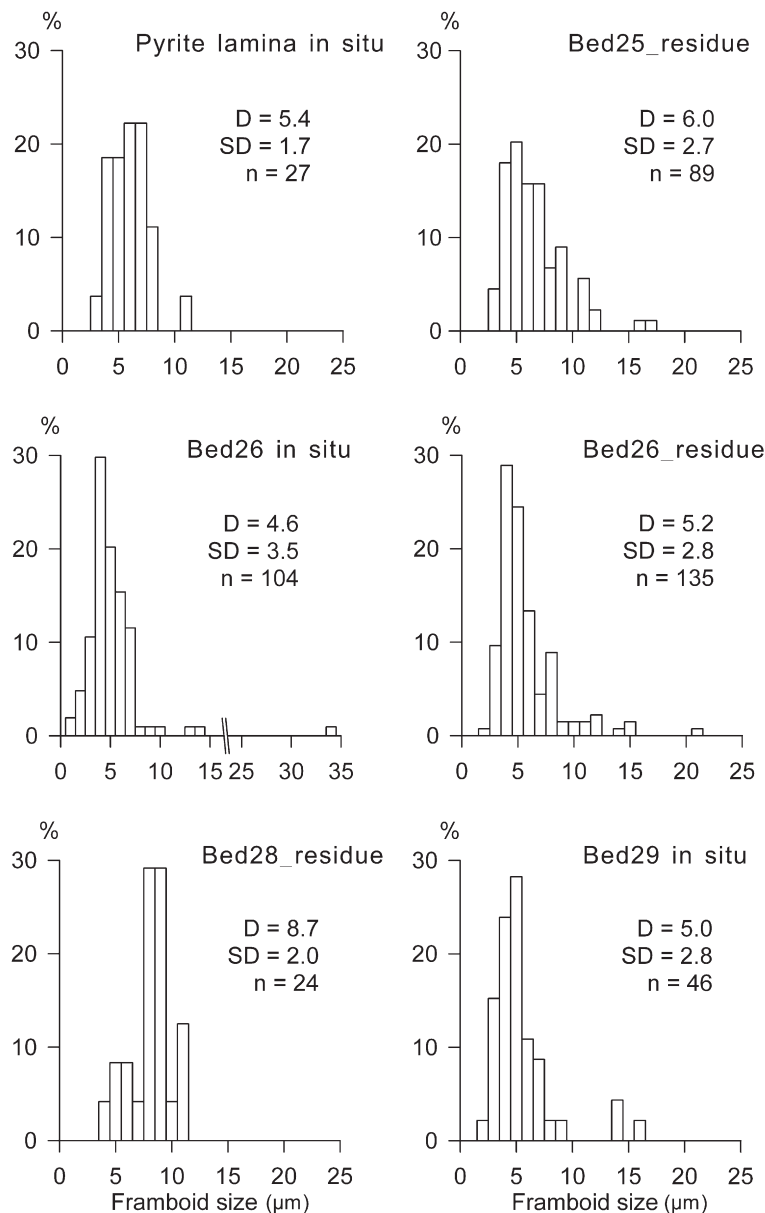 %
Pyrite lamina in situ
30
20
10
0
D = 5.4
SD = 1.7
n = 27
0 5 10 15 20 25
Bed25_residue
30
20
10
0
D = 6.0
SD = 2.7
n = 89
0 5 10 15 20 25
%
Bed26 in situ
30
20
10
0
D = 4.6
SD = 3.5
n = 104
0 5 10 15 25 30 35
%
Bed26_residue
30
20
10
0
D = 5.2
SD = 2.8
n = 135
0 5 10 15 20 25
%
Bed28_residue
30
20
10
0
D = 8.7
SD = 2.0
n = 24
0 5 10 15 20 25
Framboid size (µm)
%
Bed29 in situ
30
20
10
0
D = 5.0
SD = 2.8
n = 46
0 5 10 15 20 25
Framboid size (µm)